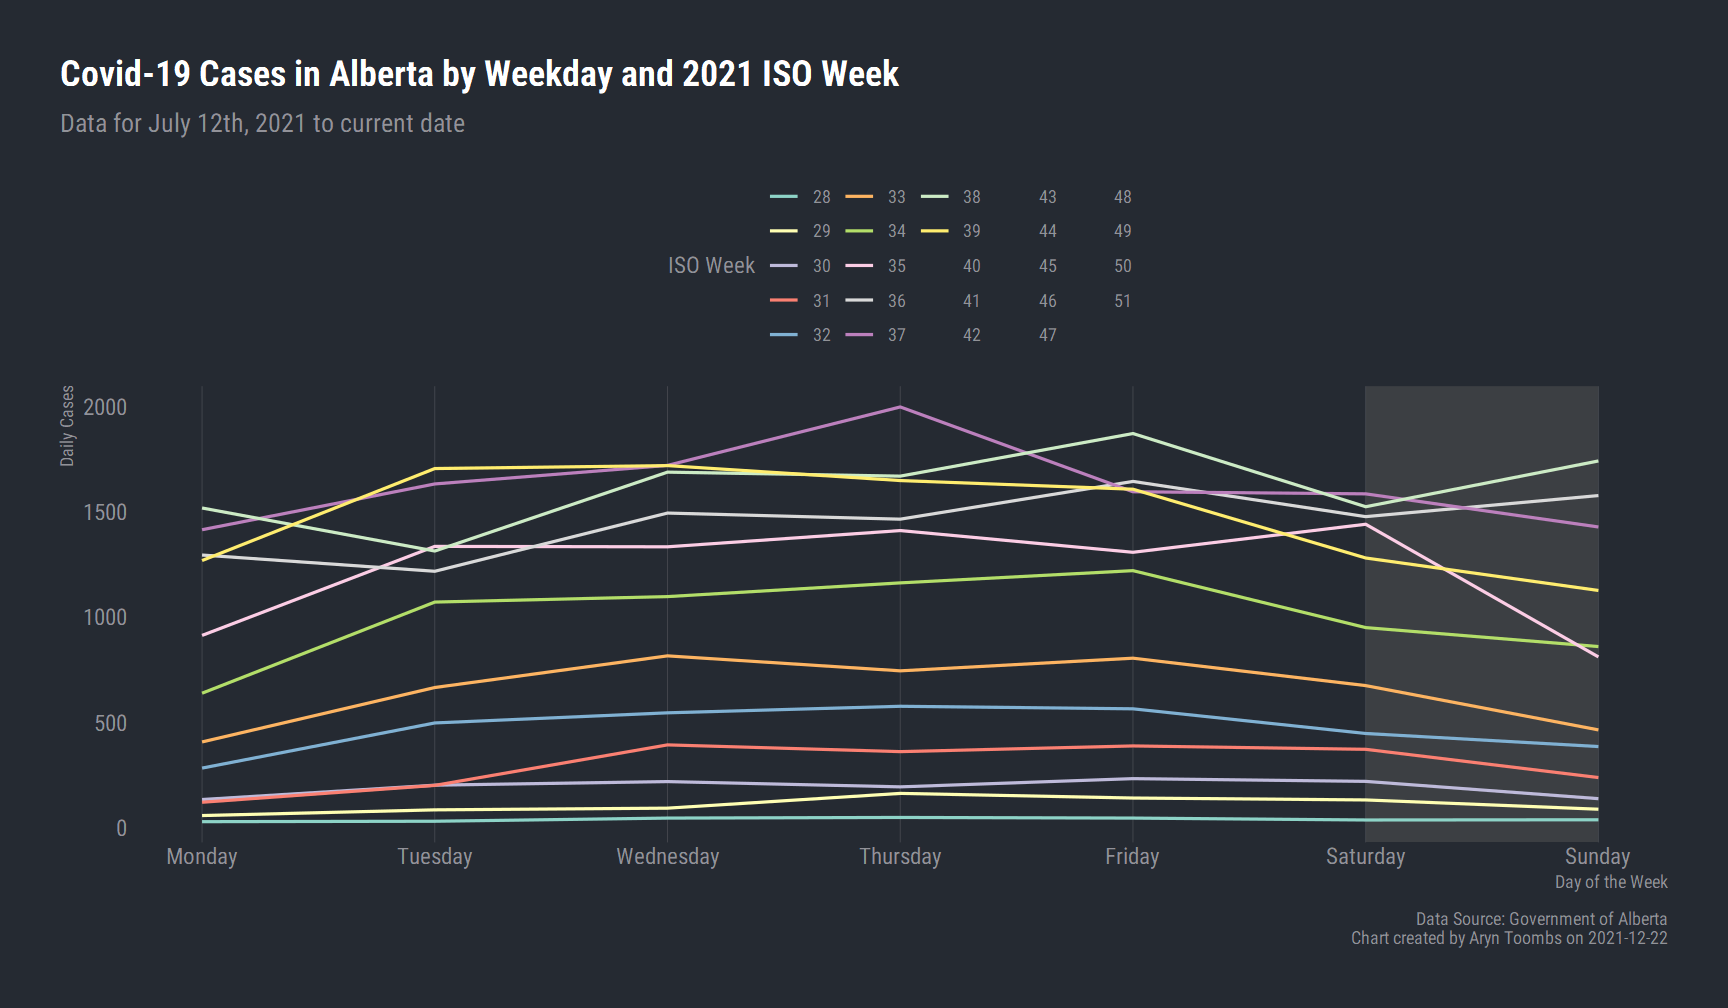 Covid-19 Cases in Alberta by Weekday and 2021 ISO Week
Data for July 12th, 2021 to current date
28 33 38 43 48
29 34 39 44 49
ISO Week 30 35 40 45 50
31 36 41 46 51
32 37 42 47
Daily Cases
2000
1500
1000
500
0
Monday Tuesday Wednesday Thursday Friday Saturday Sunday
Day of the Week
Data Source: Government of Alberta
Chart created by Aryn Toombs on 2021-12-22